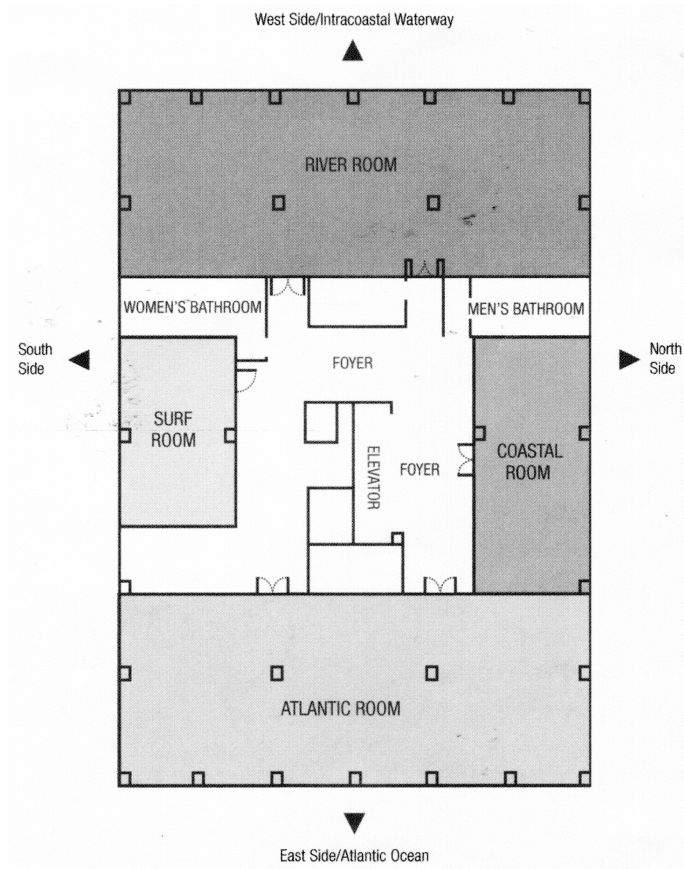 West Side/Intracoastal Waterway
RIVER ROOM
WOMEN'S BATHROOM
MEN'S BATHROOM
South
Side
FOYER
North
Side
SURF
ROOM
ELEVATOR
FOYER
COASTAL
ROOM
ATLANTIC ROOM
East Side/Atlantic Ocean